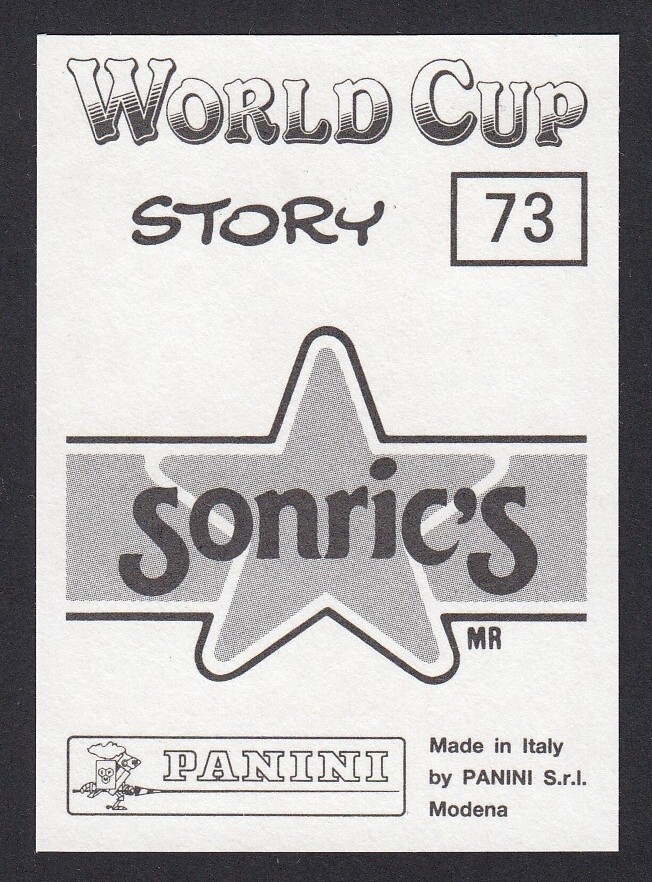 WORLD CUP
STORY
73
sonric's
MR
PANINI
Made in Italy
by PANINI S.r.l.
Modena